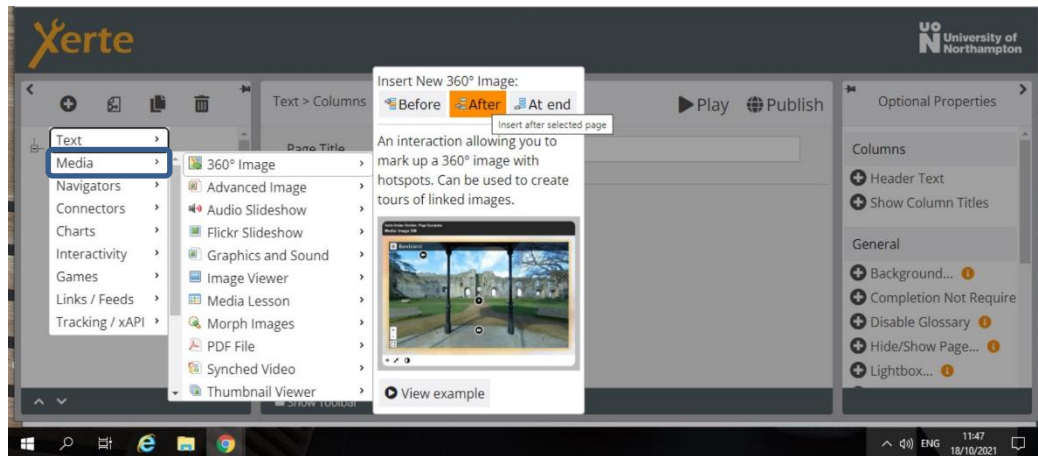 Xerte
UON University of Northampton
Text > Columns
Play
Publish
Page Title
Text
Media
Navigators
Connectors
Charts
Interactivity
Games
Links / Feeds
Tracking / xAPI
360° Image
Advanced Image
Audio Slideshow
Flickr Slideshow
Graphics and Sound
Image Viewer
Media Lesson
Morph Images
PDF File
Synched Video
Thumbnail Viewer
Insert New 360° Image:
Before
After
At end
Insert after selected page
An interaction allowing you to
mark up a 360° image with
hotspots. Can be used to create
tours of linked images.
View example
Optional Properties
Columns
Header Text
Show Column Titles
General
Background...
Completion Not Require
Disable Glossary
Hide/Show Page...
Lightbox...
Show Toolbar
ENG
11:47
18/10/2021